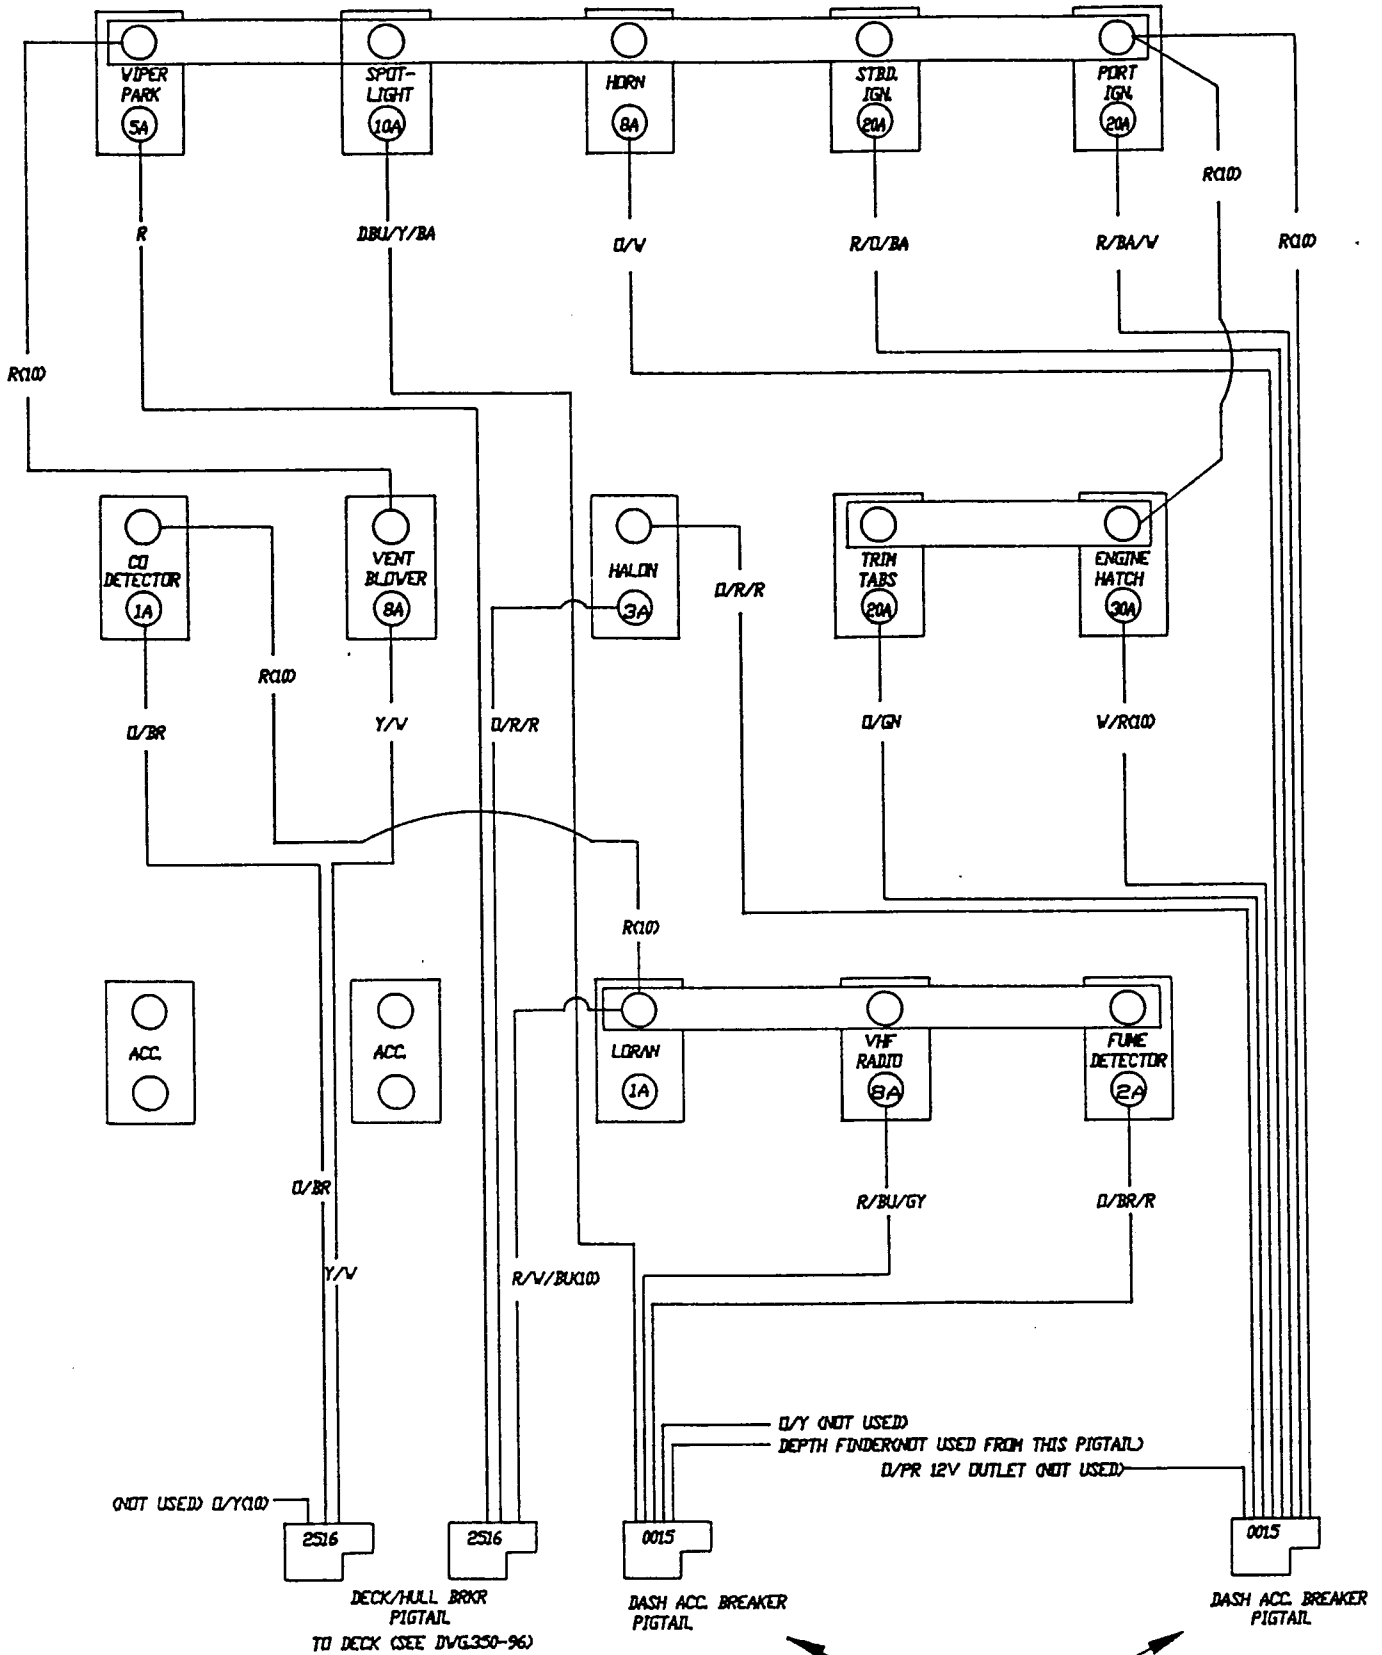 VIPER
PARK
5A
SPOT-
LIGHT
10A
HORN
8A
STBD.
IGN.
20A
PORT
IGN.
20A
R(10)
R
DBU/Y/BA
O/W
R/O/BA
R/BA/W
R(10)
R(10)
CO
DETECTOR
1A
VENT
BLOWER
8A
HALON
3A
O/R/R
TRIM
TABS
20A
ENGINE
HATCH
30A
R(10)
O/BR
Y/W
O/R/R
O/GN
W/R(10)
R(10)
ACC.
ACC.
LORAN
1A
VHF
RADIO
8A
FUME
DETECTOR
2A
O/BR
R/BU/GY
O/BR/R
Y/W
R/W/BU(10)
O/Y (NOT USED)
DEPTH FINDER(NOT USED FROM THIS PIGTAIL)
O/PR 12V OUTLET (NOT USED)
(NOT USED) O/Y(10)
2516
2516
0015
0015
DECK/HULL BRKR
PIGTAIL
TO DECK (SEE DWG.350-96)
DASH ACC. BREAKER
PIGTAIL
DASH ACC. BREAKER
PIGTAIL